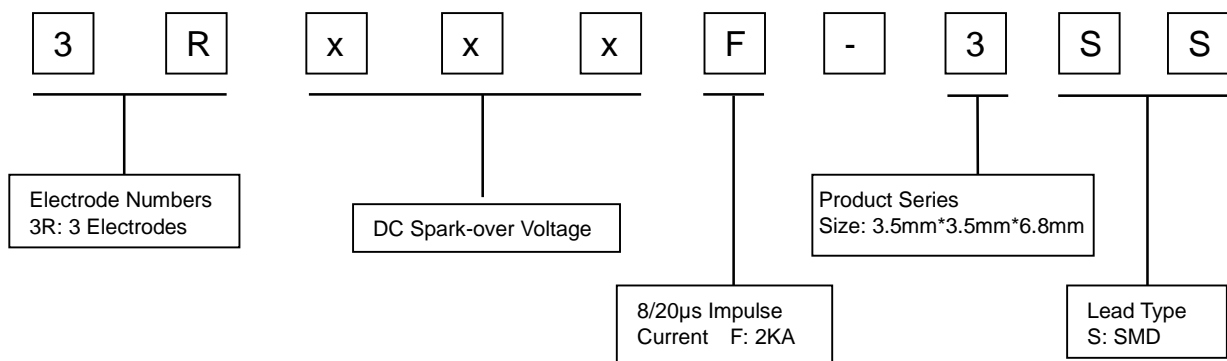 3 R x x x F - 3 S S
Electrode Numbers
3R: 3 Electrodes
DC Spark-over Voltage
8/20µs Impulse
Current F: 2KA
Product Series
Size: 3.5mm*3.5mm*6.8mm
Lead Type
S: SMD